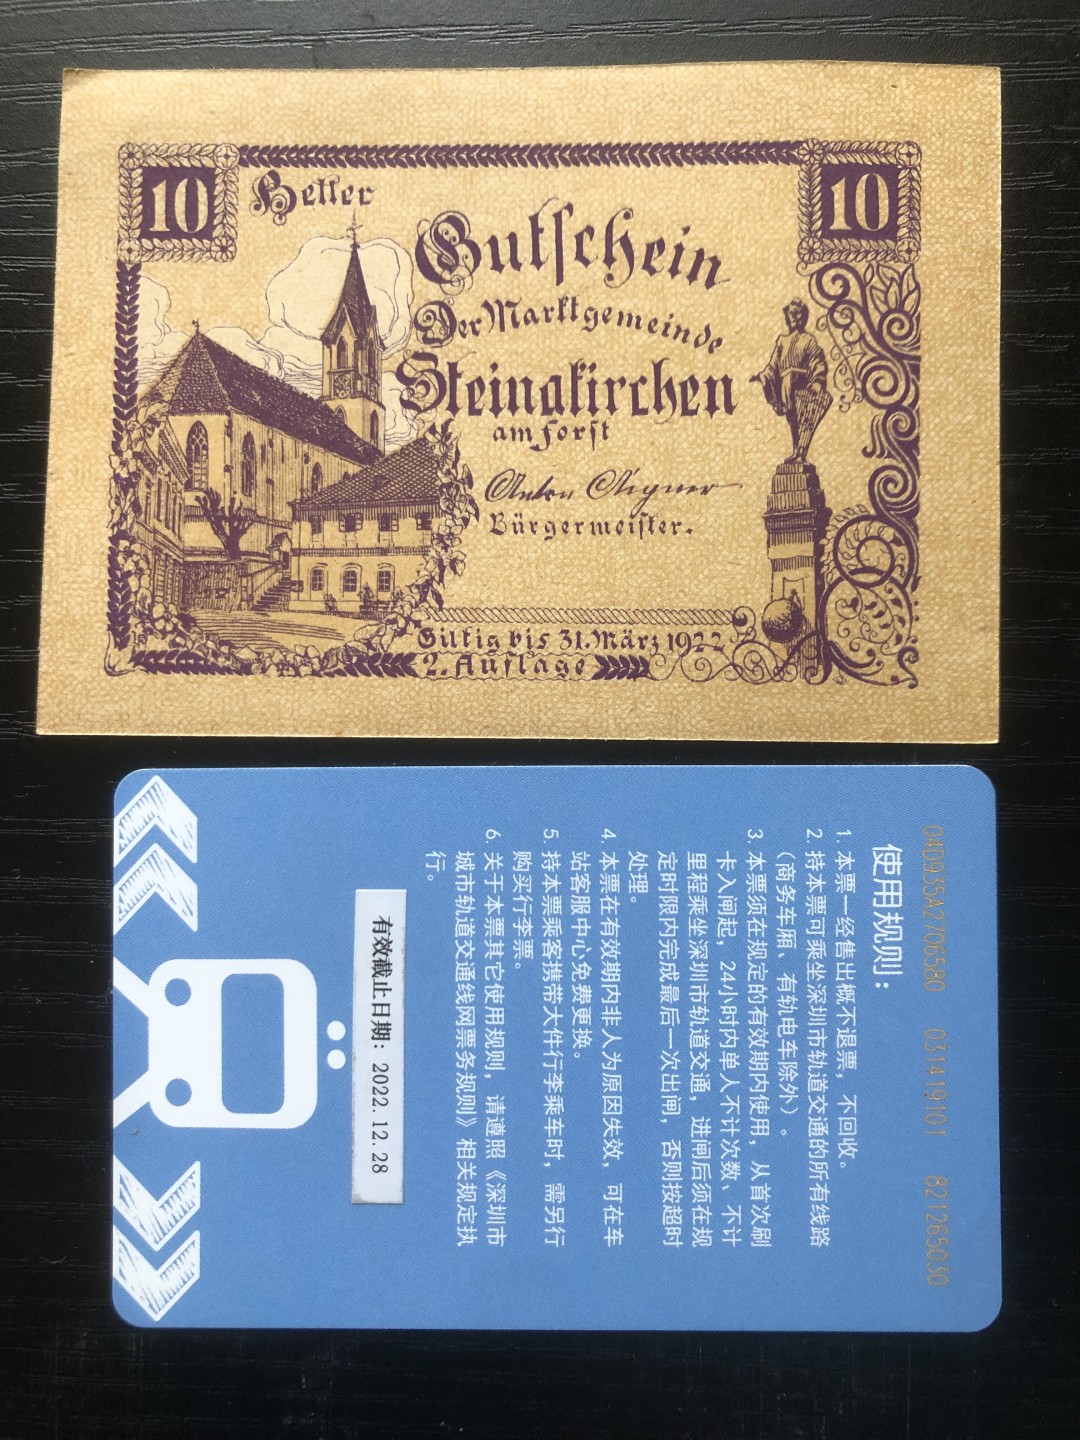 10
Heller
10
Gutschein
Der Marktgemeinde
Steinakirchen
am Forst
Anton Aigner
Bürgermeister.
Giltig bis 31. März 1922
2. Auflage
04D935A2706580 031419101 821265030
使用规则：
1. 本票一经售出概不退票，不回收。
2. 持本票可乘坐深圳市轨道交通的所有线路
（商务车厢、有轨电车除外）。
3. 本票须在规定的有效期内使用，从首次刷
卡入闸起，24小时内单人不计次数、不计
里程乘坐深圳市轨道交通，进闸后须在规
定时限内完成最后一次出闸，否则按超时
处理。
4. 本票在有效期内非人为原因失效，可在车
站客服中心免费更换。
5. 持本票乘客携带大件行李乘车时，需另行
购买行李票。
6. 关于本票其它使用规则，请遵照《深圳市
城市轨道交通线网票务规则》相关规定执
行。
有效截止日期：2022.12.28